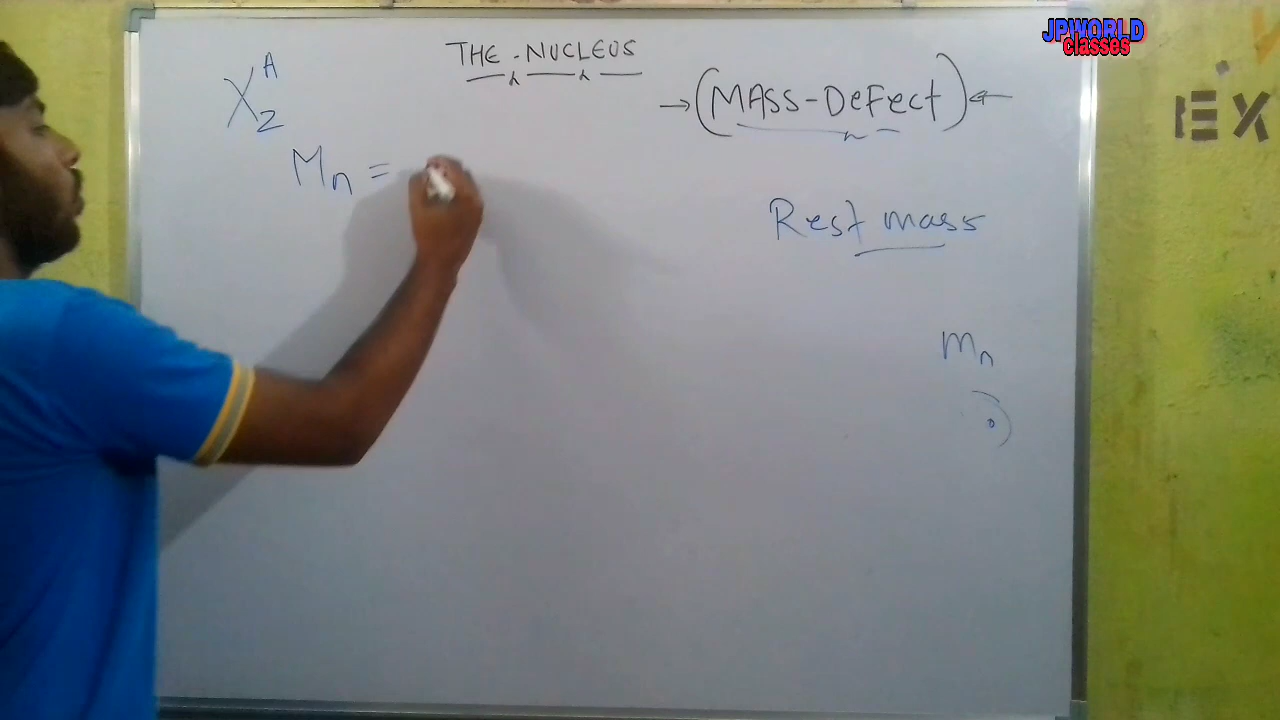 THE-NUCLEUS
X A Z
→(MASS-DeFect)←
Mn =
Rest mass
mn
JPWORLD
classes
EX